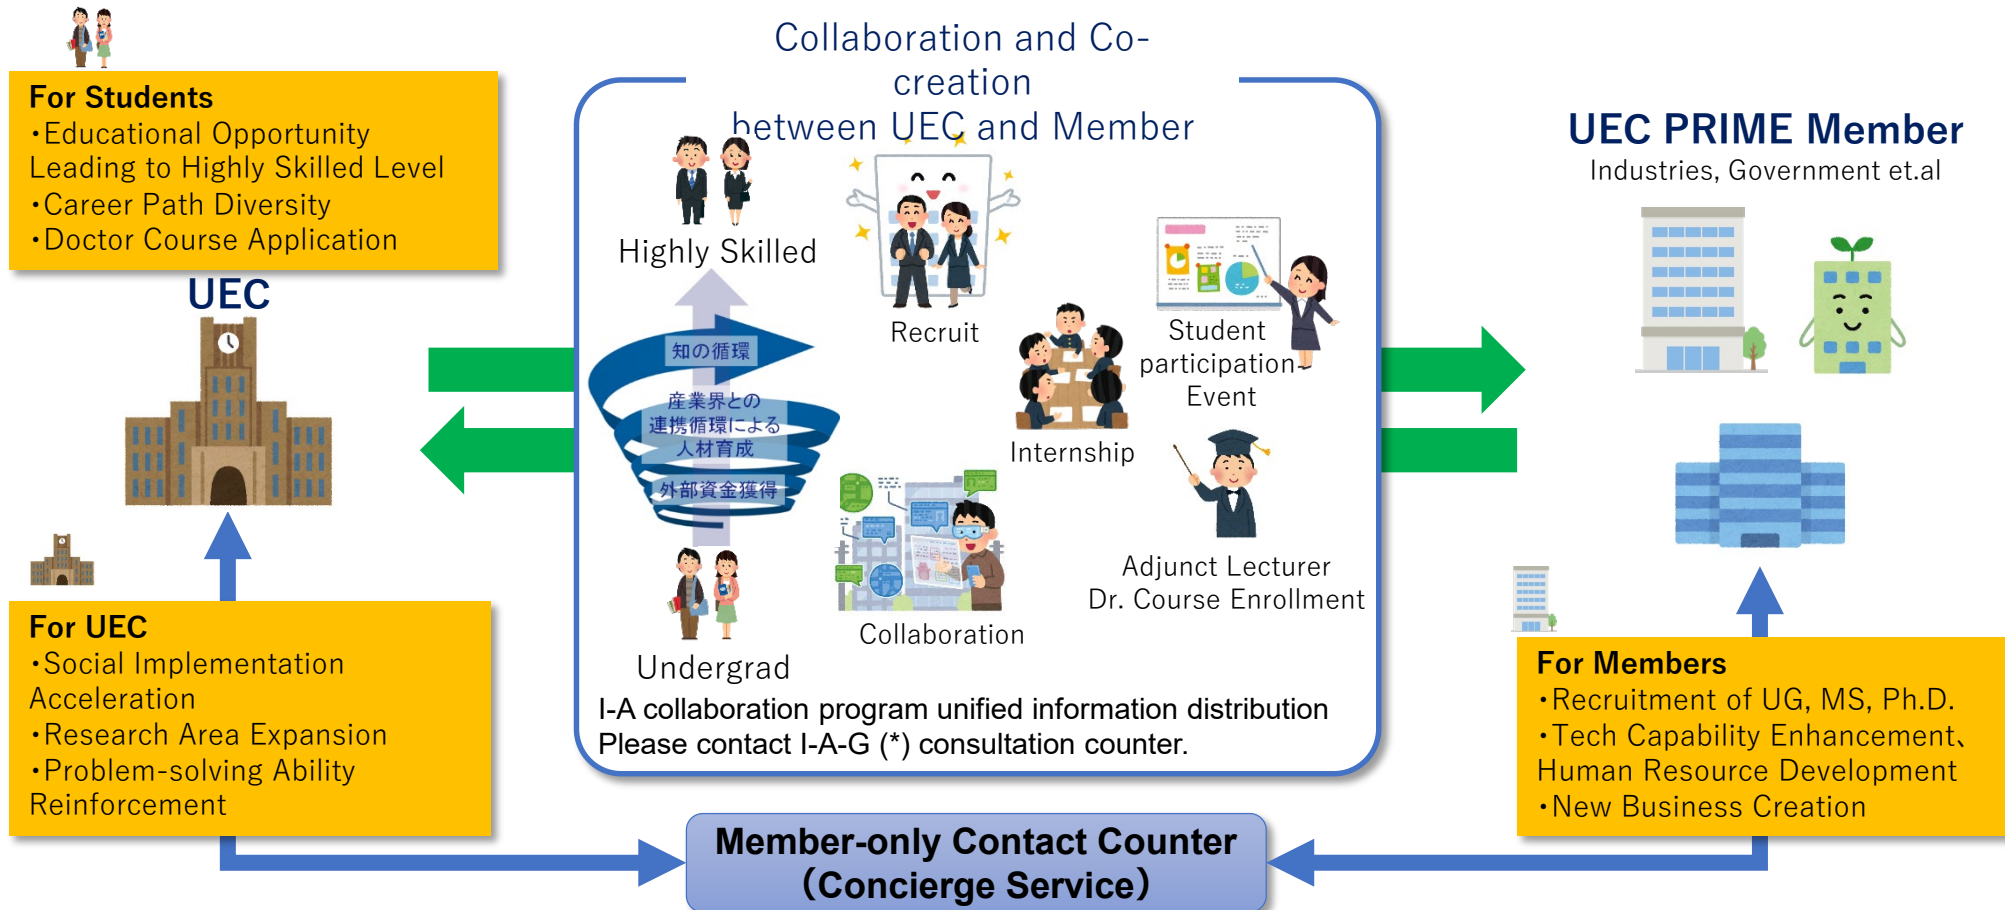 For Students
・Educational Opportunity
Leading to Highly Skilled Level
・Career Path Diversity
・Doctor Course Application
UEC
Collaboration and Co-
creation
between UEC and Member
Highly Skilled
知の循環
産業界との
連携循環による
人材育成
外部資金獲得
Undergrad
Recruit
Student
participation
Event
Internship
Collaboration
Adjunct Lecturer
Dr. Course Enrollment
I-A collaboration program unified information distribution
Please contact I-A-G (*) consultation counter.
UEC PRIME Member
Industries, Government et.al
For UEC
・Social Implementation
Acceleration
・Research Area Expansion
・Problem-solving Ability
Reinforcement
For Members
・Recruitment of UG, MS, Ph.D.
・Tech Capability Enhancement、
Human Resource Development
・New Business Creation
Member-only Contact Counter
（Concierge Service）